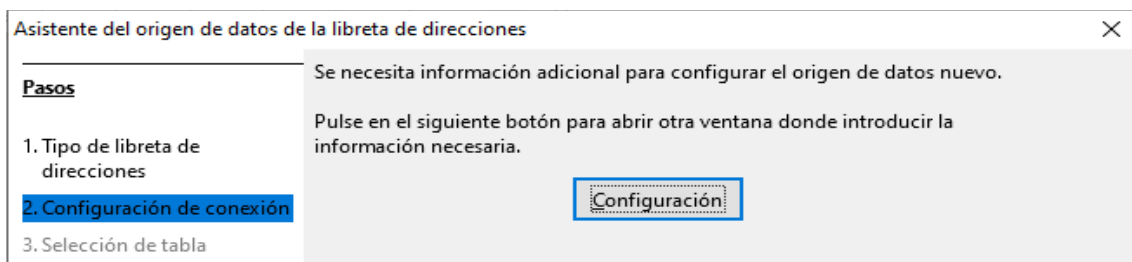 Asistente del origen de datos de la libreta de direcciones
Pasos
1. Tipo de libreta de
direcciones
2. Configuración de conexión
3. Selección de tabla
Se necesita información adicional para configurar el origen de datos nuevo.
Pulse en el siguiente botón para abrir otra ventana donde introducir la
información necesaria.
Configuración